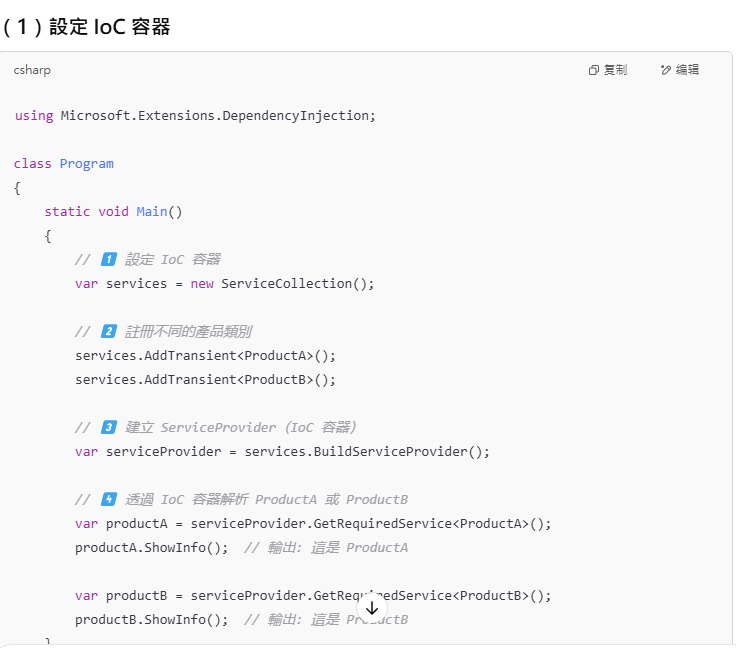 （1）設定 IoC 容器
csharp 复制 编辑
using Microsoft.Extensions.DependencyInjection;
class Program
{
static void Main()
{
// 1️⃣ 設定 IoC 容器
var services = new ServiceCollection();
// 2️⃣ 註冊不同的產品類別
services.AddTransient<ProductA>();
services.AddTransient<ProductB>();
// 3️⃣ 建立 ServiceProvider（IoC 容器）
var serviceProvider = services.BuildServiceProvider();
// 4️⃣ 透過 IoC 容器解析 ProductA 或 ProductB
var productA = serviceProvider.GetRequiredService<ProductA>();
productA.ShowInfo();  // 輸出: 這是 ProductA
var productB = serviceProvider.GetRequiredService<ProductB>();
productB.ShowInfo();  // 輸出: 這是 ProductB
}